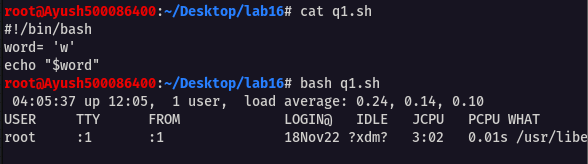 root@Ayush500086400:~/Desktop/lab16# cat q1.sh
#!/bin/bash
word= 'w'
echo "$word"
root@Ayush500086400:~/Desktop/lab16# bash q1.sh
 04:05:37 up 12:05,  1 user,  load average: 0.24, 0.14, 0.10
USER     TTY      FROM             LOGIN@   IDLE   JCPU   PCPU WHAT
root     :1       :1               18Nov22 ?xdm?   3:02   0.01s /usr/libe